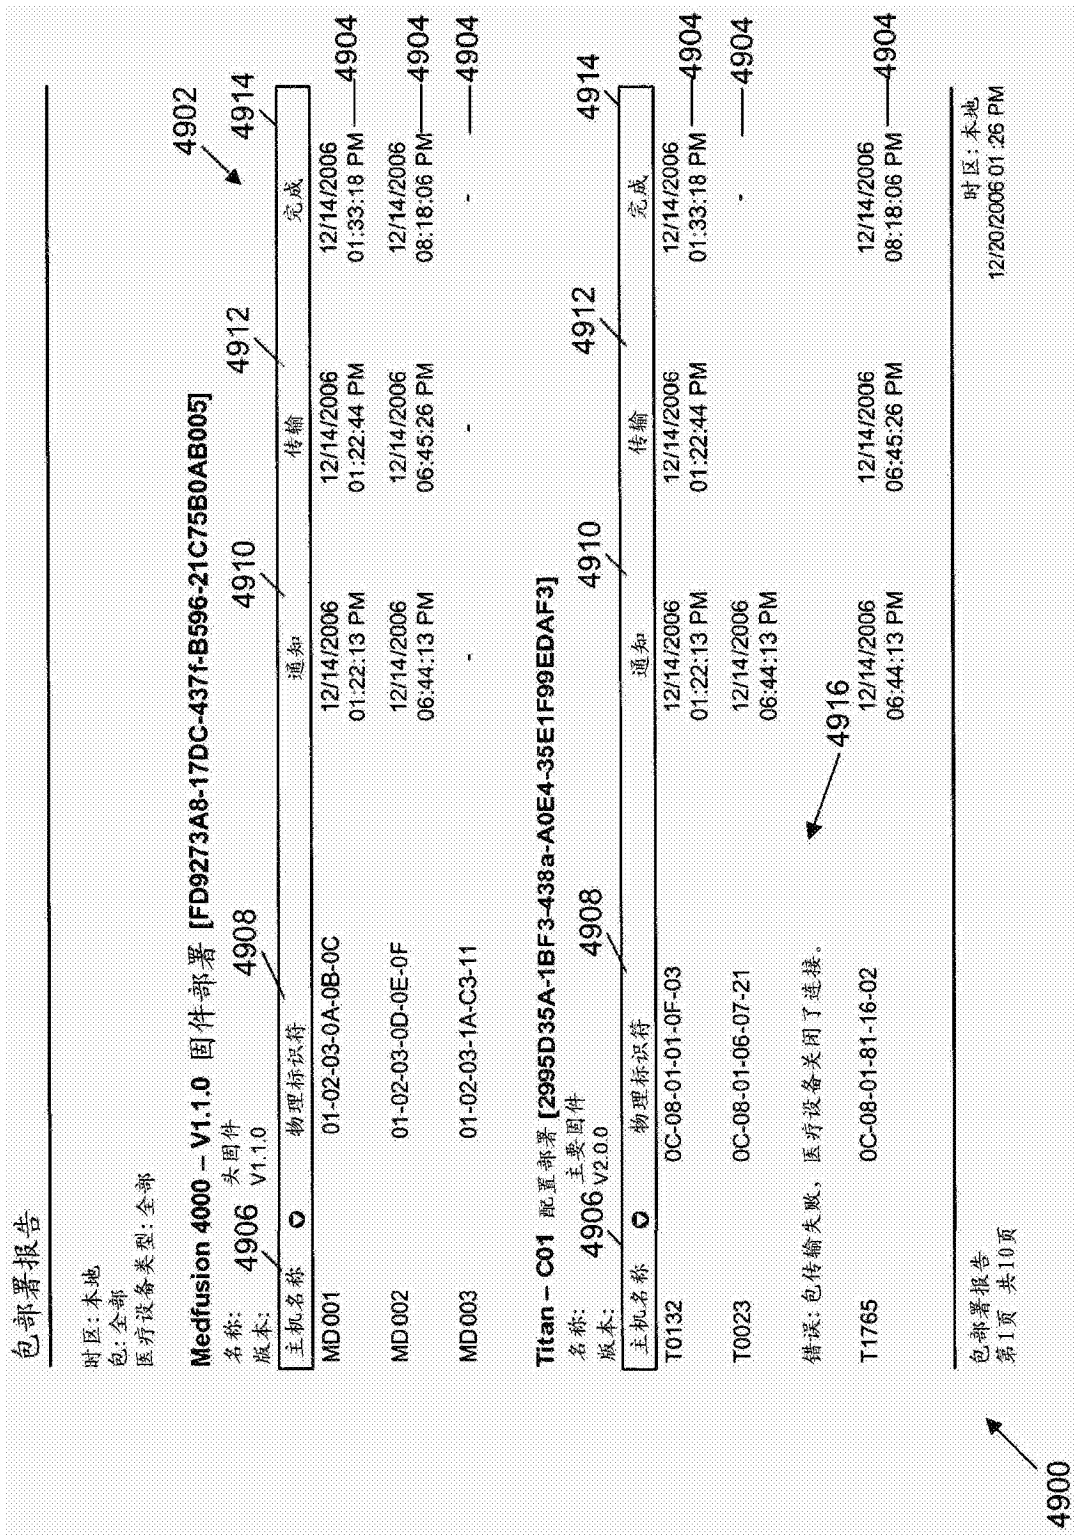 包部署报告
时区:本地
包:全部
医疗设备类型:全部
4902
Medfusion 4000 – V1.1.0 固件部署 [FD9273A8-17DC-437f-B596-21C75B0AB005]
名称: 头固件
版本: V1.1.0
4906 4908 4910 4912 4914
主机名称 物理标识符 通知 传输 完成
MD001 01-02-03-0A-0B-0C 12/14/2006 12/14/2006 12/14/2006
01:22:13 PM 01:22:44 PM 01:33:18 PM 4904
MD002 01-02-03-0D-0E-0F 12/14/2006 12/14/2006 12/14/2006
06:44:13 PM 06:45:26 PM 08:18:06 PM 4904
MD003 01-02-03-1A-C3-11 - - - 4904
Titan – C01 配置部署 [2995D35A-1BF3-438a-A0E4-35E1F99EDAF3]
名称: 主要固件
版本: V2.0.0
4906 4908 4910 4912 4914
主机名称 物理标识符 通知 传输 完成
T0132 0C-08-01-01-0F-03 12/14/2006 12/14/2006 12/14/2006
01:22:13 PM 01:22:44 PM 01:33:18 PM 4904
T0023 0C-08-01-06-07-21 12/14/2006 - 4904
06:44:13 PM
错误:包传输失败，医疗设备关闭了连接。 4916
T1765 0C-08-01-81-16-02 12/14/2006 12/14/2006 12/14/2006
06:44:13 PM 06:45:26 PM 08:18:06 PM 4904
包部署报告 时区:本地
第1页 共10页 12/20/2006 01:26 PM
4900